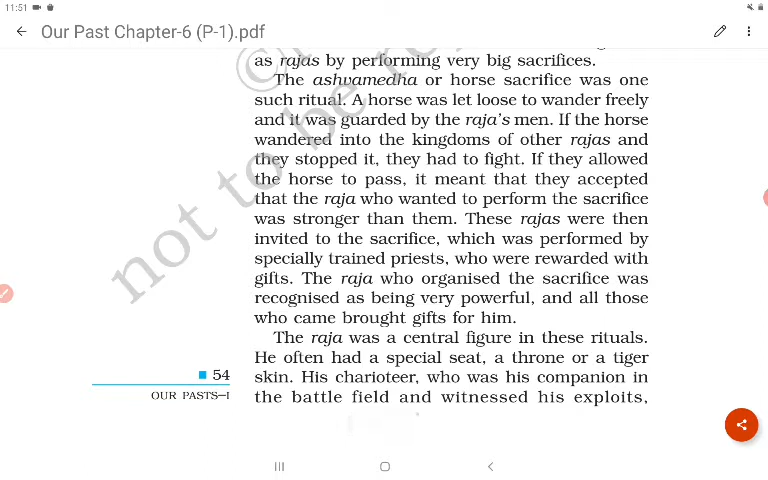 11:51
Our Past Chapter-6 (P-1).pdf
as rajas by performing very big sacrifices.
The ashvamedha or horse sacrifice was one
such ritual. A horse was let loose to wander freely
and it was guarded by the raja's men. If the horse
wandered into the kingdoms of other rajas and
they stopped it, they had to fight. If they allowed
the horse to pass, it meant that they accepted
that the raja who wanted to perform the sacrifice
was stronger than them. These rajas were then
invited to the sacrifice, which was performed by
specially trained priests, who were rewarded with
gifts. The raja who organised the sacrifice was
recognised as being very powerful, and all those
who came brought gifts for him.
The raja was a central figure in these rituals.
He often had a special seat, a throne or a tiger
skin. His charioteer, who was his companion in
the battle field and witnessed his exploits,
54
OUR PASTS–I
not to be re